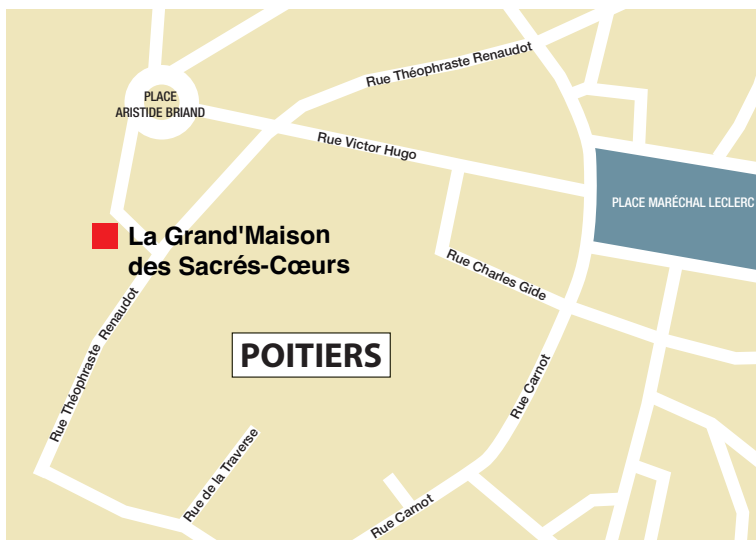 Rue Théophraste Renaudot
PLACE
ARISTIDE BRIAND
Rue Victor Hugo
PLACE MARÉCHAL LECLERC
La Grand'Maison
des Sacrés-Cœurs
Rue Charles Gide
Rue Théophraste Renaudot
POITIERS
Rue Carnot
Rue de la Traverse
Rue Carnot